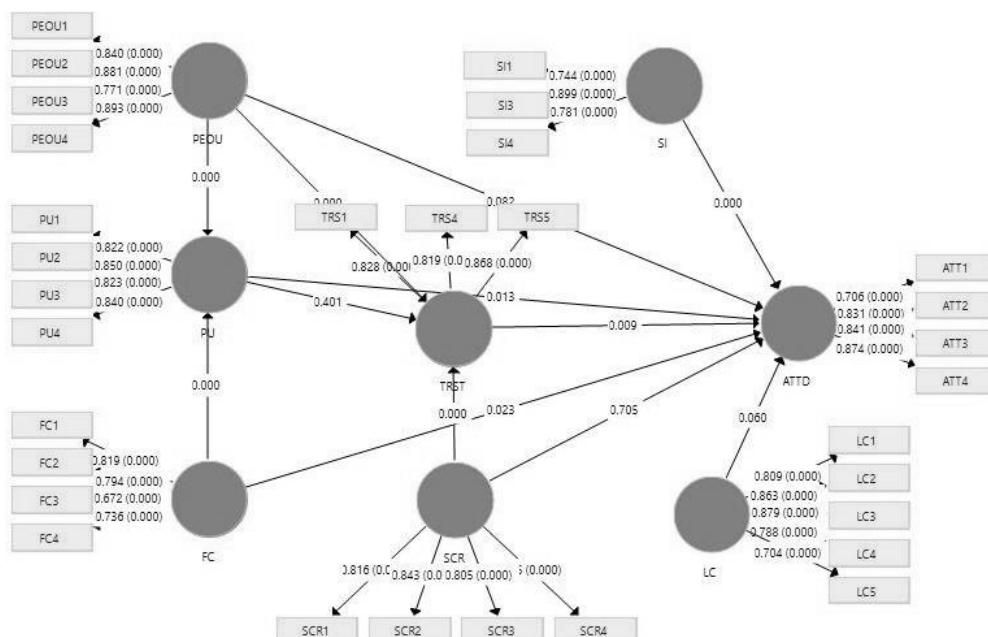 PEOU1
PEOU2
PEOU3
PEOU4
0.840 (0.000)
0.881 (0.000)
0.771 (0.000)
0.893 (0.000)
PEOU
SI1
SI3
SI4
0.744 (0.000)
0.899 (0.000)
0.781 (0.000)
SI
0.000
0.000
0.082
0.000
TRS1
TRS4
TRS5
0.828
0.819
0.868 (0.000)
PU1
PU2
PU3
PU4
0.822 (0.000)
0.850 (0.000)
0.823 (0.000)
0.840 (0.000)
PU
0.401
0.013
0.009
TRST
ATTD
0.706 (0.000)
0.831 (0.000)
0.841 (0.000)
0.874 (0.000)
ATT1
ATT2
ATT3
ATT4
0.000
0.000
0.023
0.705
0.060
FC1
FC2
FC3
FC4
0.819 (0.000)
0.794 (0.000)
0.672 (0.000)
0.736 (0.000)
FC
SCR
LC
0.809 (0.000)
0.863 (0.000)
0.879 (0.000)
0.788 (0.000)
0.704 (0.000)
LC1
LC2
LC3
LC4
LC5
0.816
0.843
0.805 (0.000)
(0.000)
SCR1
SCR2
SCR3
SCR4